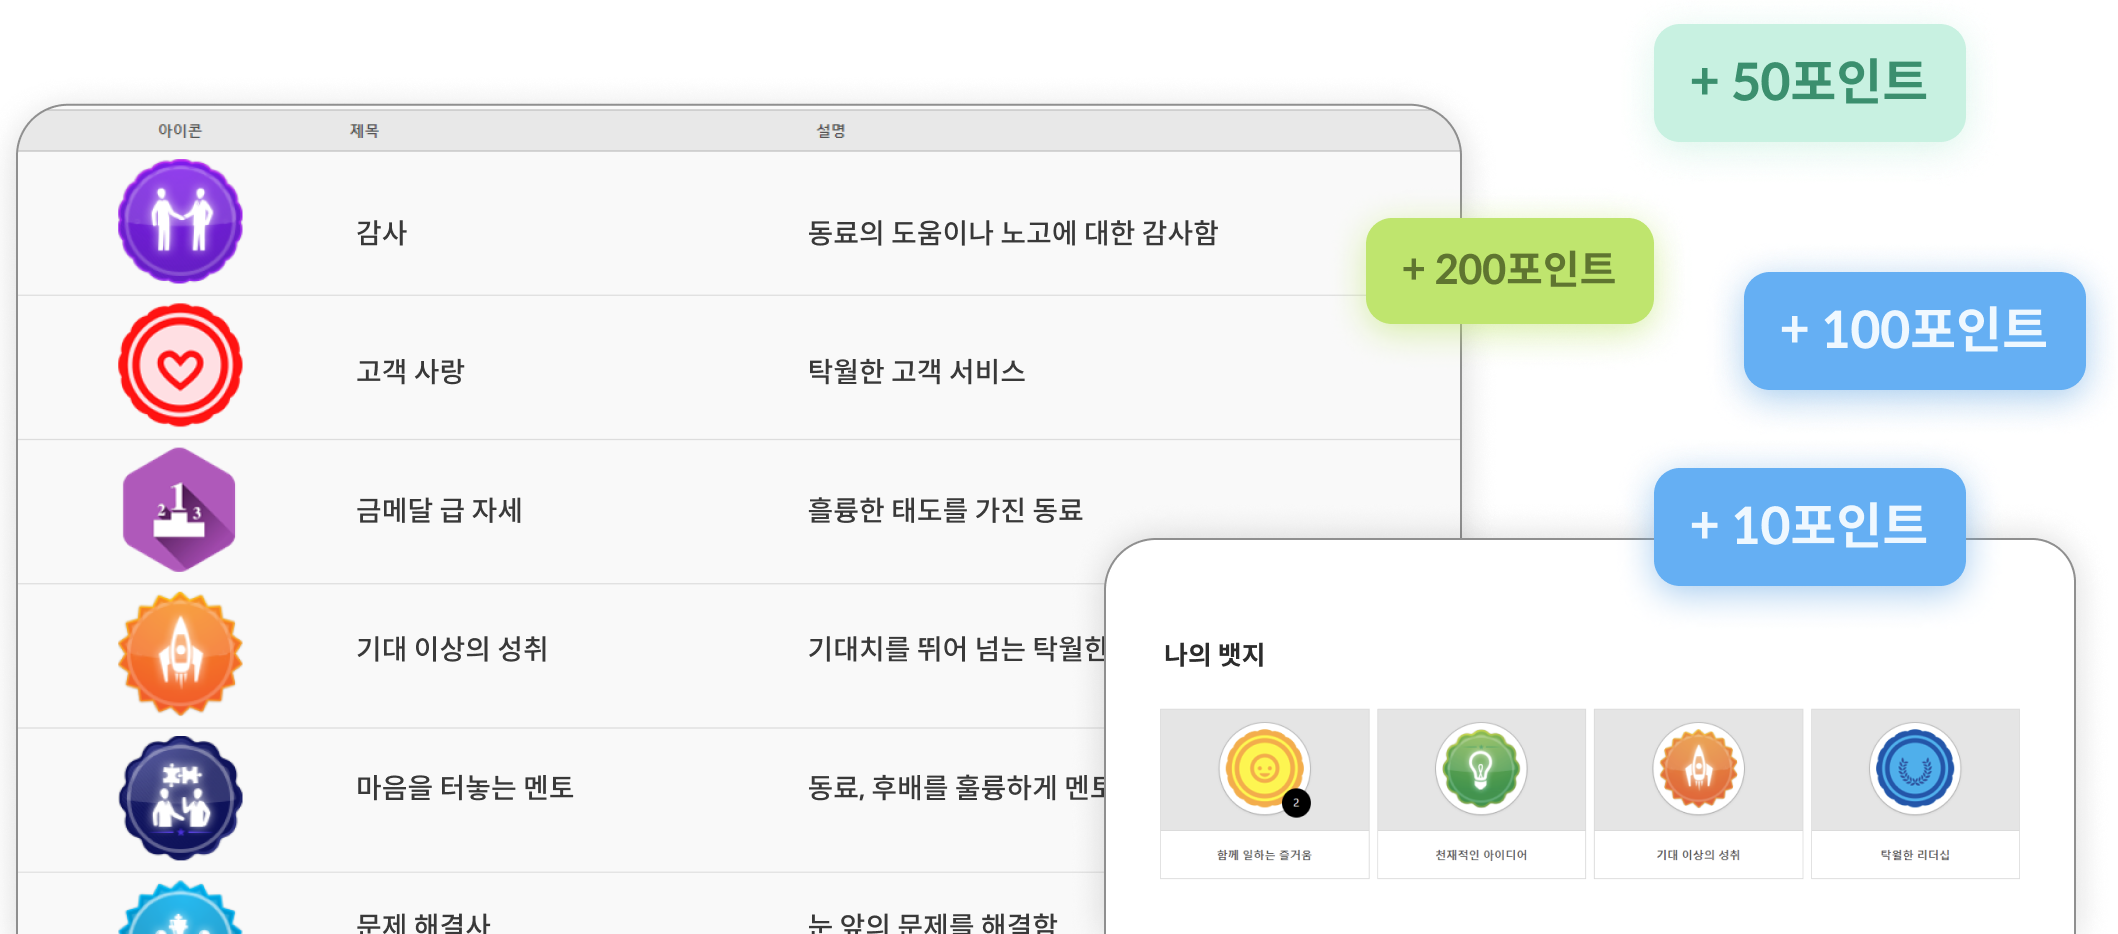 + 50포인트
아이콘 제목 설명
감사 동료의 도움이나 노고에 대한 감사함
+ 200포인트
+ 100포인트
고객 사랑 탁월한 고객 서비스
1
2 3
금메달 급 자세 흘륭한 태도를 가진 동료
+ 10포인트
기대 이상의 성취 기대치를 뛰어 넘는 탁월한
마음을 터놓는 멘토 동료, 후배를 훌륭하게 멘토
문제 해결사 눈 앞의 문제를 해결함
나의 뱃지
2
함께 일하는 즐거움
천재적인 아이디어
기대 이상의 성취
탁월한 리더십